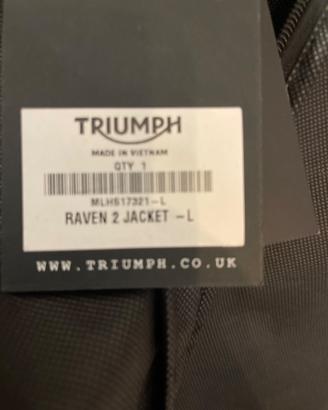 TRIUMPH
MADE IN VIETNAM
QTY 1
MLHS17321-L
RAVEN 2 JACKET -L
WWW.TRIUMPH.CO.UK